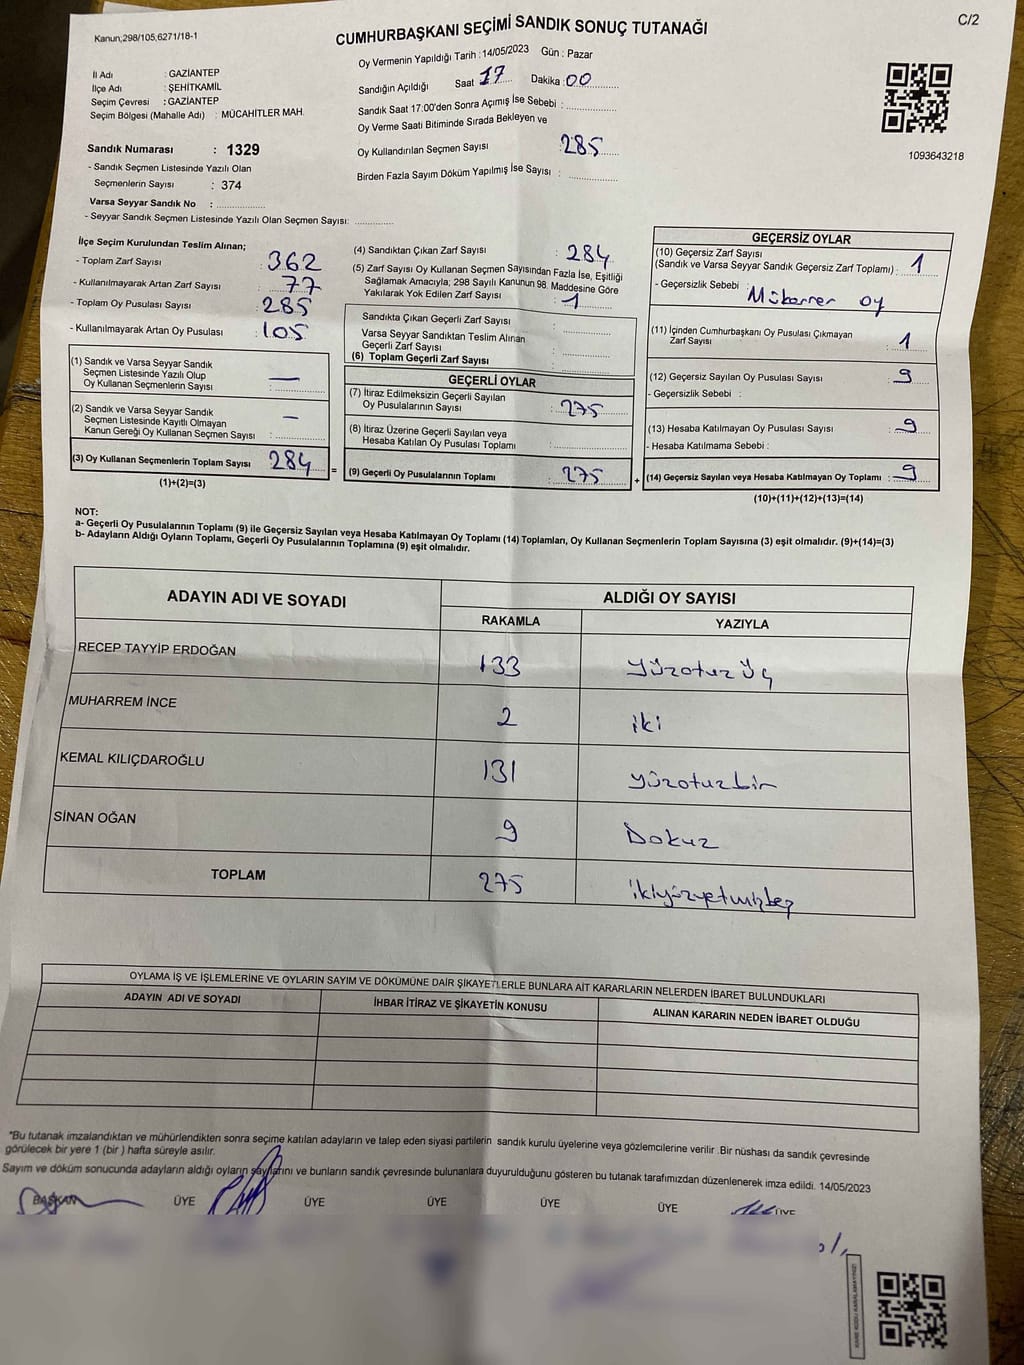 C/2
Kanun,298/105,6271/18-1
CUMHURBAŞKANI SEÇİMİ SANDIK SONUÇ TUTANAĞI
Oy Vermenin Yapıldığı Tarih : 14/05/2023 Gün : Pazar
İl Adı : GAZİANTEP
İlçe Adı : ŞEHİTKAMİL
Seçim Çevresi : GAZİANTEP
Seçim Bölgesi (Mahalle Adı) : MÜCAHİTLER MAH.
Sandığın Açıldığı Saat 17 Dakika : 00
Sandık Saat 17:00'den Sonra Açmış İse Sebebi :
Oy Verme Saati Bitiminde Sırada Bekleyen ve
Oy Kullandırılan Seçmen Sayısı : 285
Birden Fazla Sayım Döküm Yapılmış İse Sayısı :
1093643218
Sandık Numarası : 1329
- Sandık Seçmen Listesinde Yazılı Olan
Seçmenlerin Sayısı : 374
Varsa Seyyar Sandık No :
- Seyyar Sandık Seçmen Listesinde Yazılı Olan Seçmen Sayısı:
İlçe Seçim Kurulundan Teslim Alınan;
- Toplam Zarf Sayısı : 362
- Kullanılmayarak Artan Zarf Sayısı : 77
- Toplam Oy Pusulası Sayısı : 285
- Kullanılmayarak Artan Oy Pusulası : 105
(1) Sandık ve Varsa Seyyar Sandık
Seçmen Listesinde Yazılı Olup
Oy Kullanan Seçmenlerin Sayısı : —
(2) Sandık ve Varsa Seyyar Sandık
Seçmen Listesinde Kayıtlı Olmayan
Kanun Gereği Oy Kullanan Seçmen Sayısı : —
(3) Oy Kullanan Seçmenlerin Toplam Sayısı 284
(1)+(2)=(3)
=
(4) Sandıktan Çıkan Zarf Sayısı : 284
(5) Zarf Sayısı Oy Kullanan Seçmen Sayısından Fazla İse, Eşitliği
Sağlamak Amacıyla; 298 Sayılı Kanunun 98. Maddesine Göre
Yakılarak Yok Edilen Zarf Sayısı : 1
Sandıkta Çıkan Geçerli Zarf Sayısı :
Varsa Seyyar Sandıktan Teslim Alınan
Geçerli Zarf Sayısı :
(6) Toplam Geçerli Zarf Sayısı :
GEÇERLİ OYLAR
(7) İtiraz Edilmeksizin Geçerli Sayılan
Oy Pusulalarının Sayısı : 275
(8) İtiraz Üzerine Geçerli Sayılan veya
Hesaba Katılan Oy Pusulası Toplamı :
(9) Geçerli Oy Pusulalarının Toplamı : 275
+
GEÇERSİZ OYLAR
(10) Geçersiz Zarf Sayısı
(Sandık ve Varsa Seyyar Sandık Geçersiz Zarf Toplamı) : 1
- Geçersizlik Sebebi : Mükerrer oy
(11) İçinden Cumhurbaşkanı Oy Pusulası Çıkmayan
Zarf Sayısı : 1
(12) Geçersiz Sayılan Oy Pusulası Sayısı : 9
- Geçersizlik Sebebi :
(13) Hesaba Katılmayan Oy Pusulası Sayısı : 9
- Hesaba Katılmama Sebebi :
(14) Geçersiz Sayılan veya Hesaba Katılmayan Oy Toplamı : 9
(10)+(11)+(12)+(13)=(14)
NOT:
a- Geçerli Oy Pusulalarının Toplamı (9) ile Geçersiz Sayılan veya Hesaba Katılmayan Oy Toplamı (14) Toplamları, Oy Kullanan Seçmenlerin Toplam Sayısına (3) eşit olmalıdır. (9)+(14)=(3)
b- Adayların Aldığı Oyların Toplamı, Geçerli Oy Pusulalarının Toplamına (9) eşit olmalıdır.
ADAYIN ADI VE SOYADI ALDIĞI OY SAYISI
RAKAMLA YAZIYLA
RECEP TAYYİP ERDOĞAN 133 yüzotuz üç
MUHARREM İNCE 2 iki
KEMAL KILIÇDAROĞLU 131 yüzotuzbir
SİNAN OĞAN 9 Dokuz
TOPLAM 275 ikiyüzyetmişbeş
OYLAMA İŞ VE İŞLEMLERİNE VE OYLARIN SAYIM VE DÖKÜMÜNE DAİR ŞİKAYETLERLE BUNLARA AİT KARARLARIN NELERDEN İBARET BULUNDUKLARI
ADAYIN ADI VE SOYADI İHBAR İTİRAZ VE ŞİKAYETİN KONUSU ALINAN KARARIN NEDEN İBARET OLDUĞU
*Bu tutanak imzalandıktan ve mühürlendikten sonra seçime katılan adayların ve talep eden siyasi partilerin sandık kurulu üyelerine veya gözlemcilerine verilir .Bir nüshası da sandık çevresinde
görülecek bir yere 1 (bir ) hafta süreyle asılır.
Sayım ve döküm sonucunda adayların aldığı oyların sayılarını ve bunların sandık çevresinde bulunanlara duyurulduğunu gösteren bu tutanak tarafımızdan düzenlenerek imza edildi. 14/05/2023
BAŞKAN ÜYE ÜYE ÜYE ÜYE ÜYE ÜYE